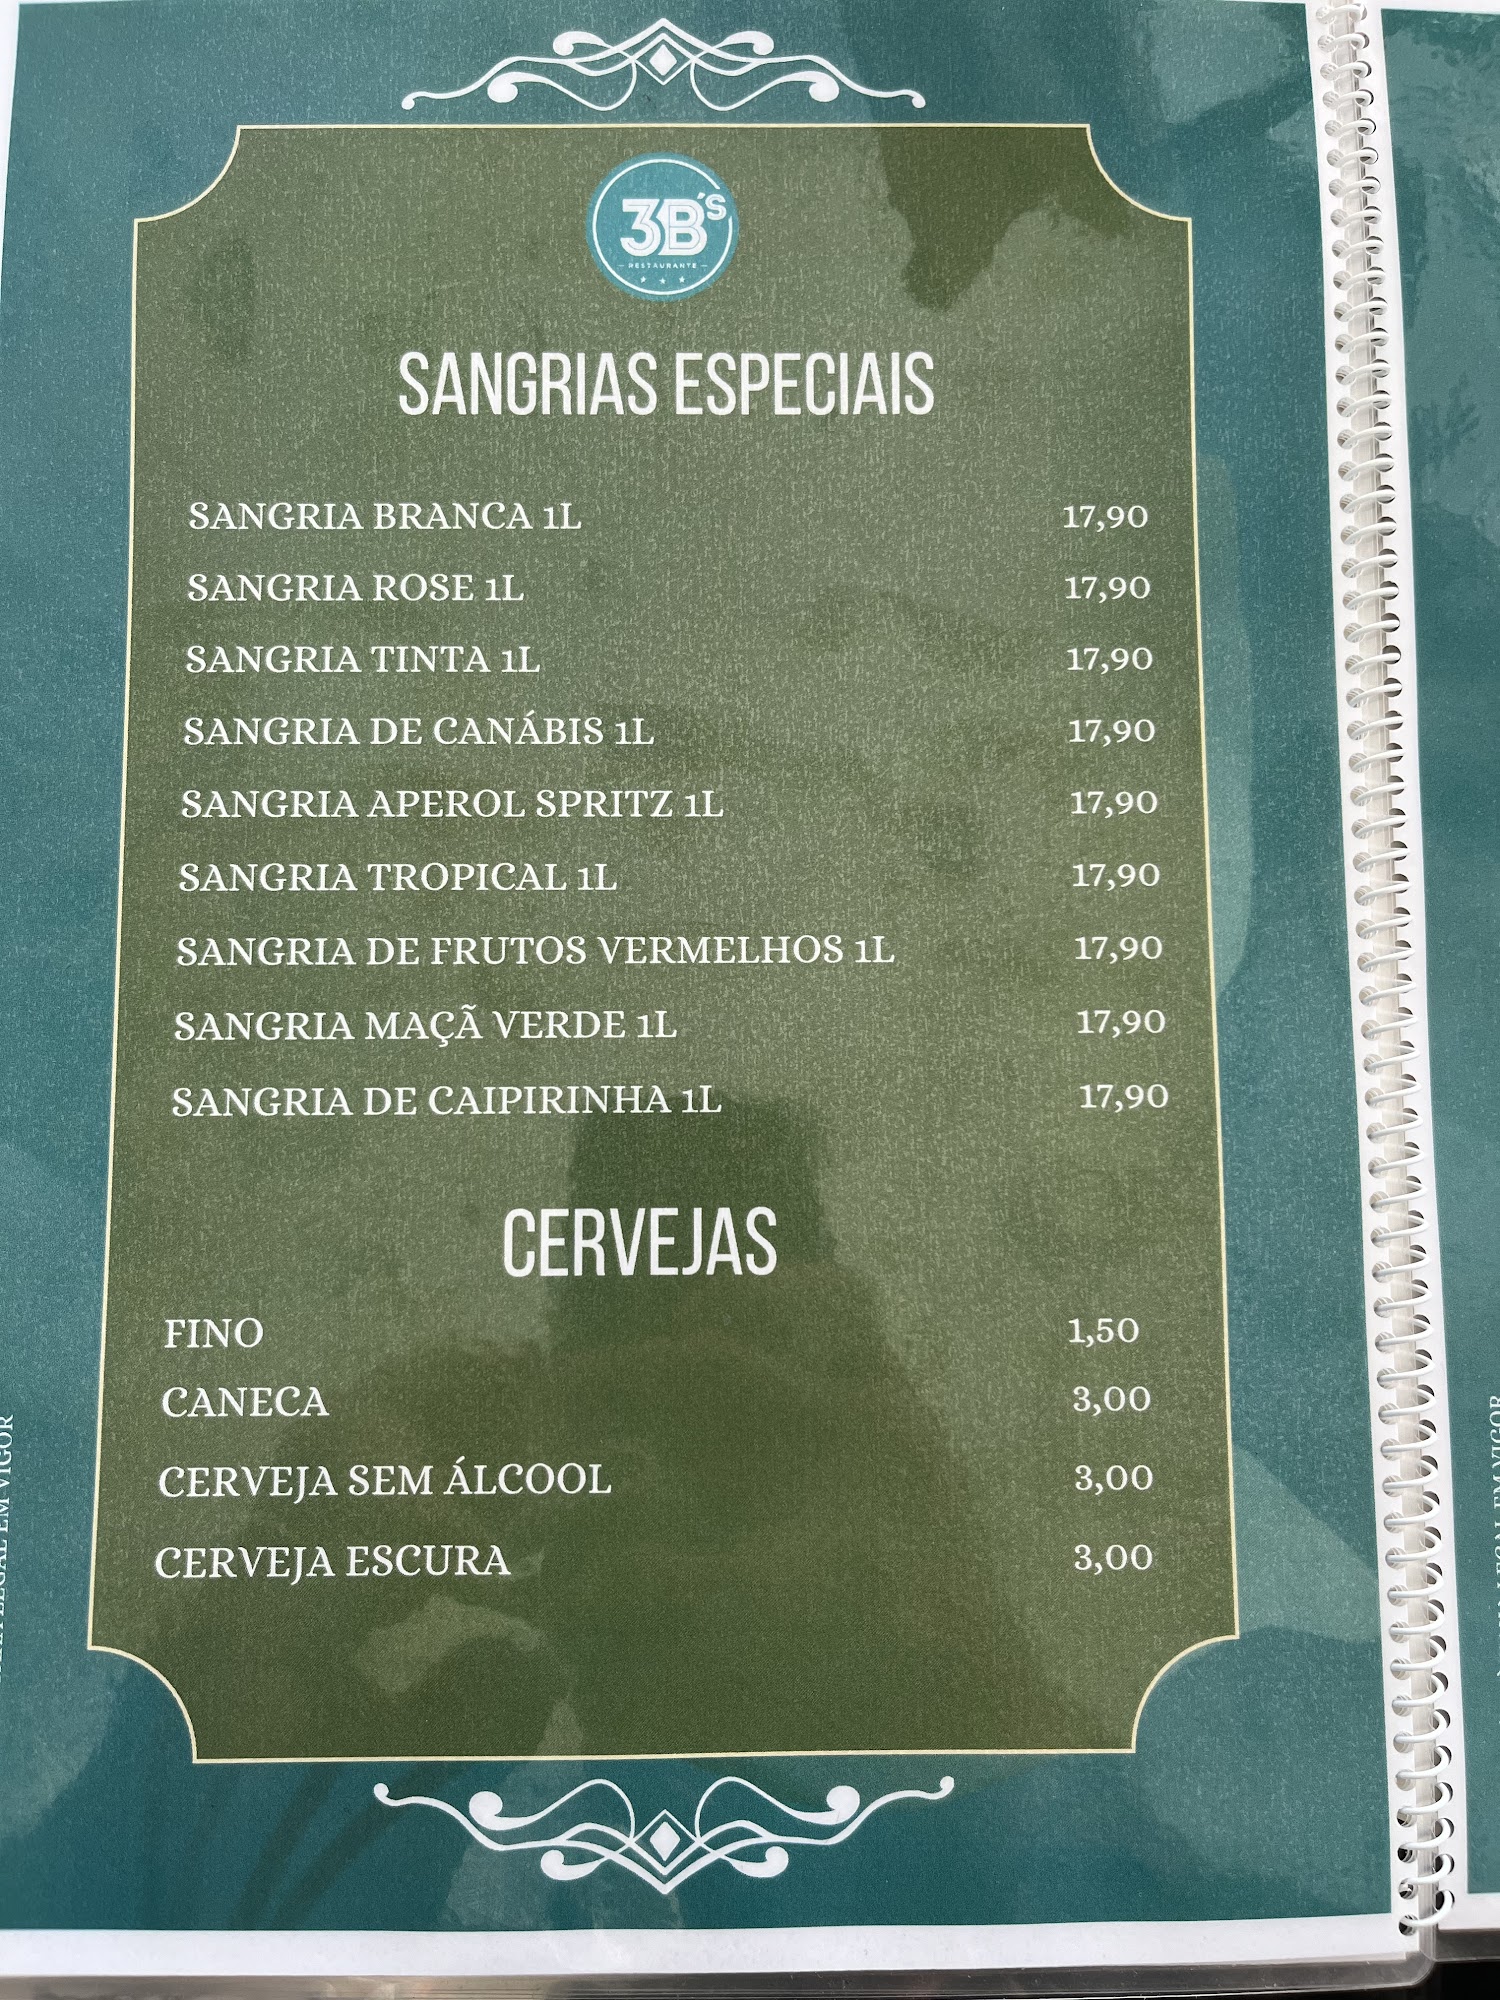 3B'S
RESTAURANTE
SANGRIAS ESPECIAIS
SANGRIA BRANCA 1L 17,90
SANGRIA ROSE 1L 17,90
SANGRIA TINTA 1L 17,90
SANGRIA DE CANÁBIS 1L 17,90
SANGRIA APEROL SPRITZ 1L 17,90
SANGRIA TROPICAL 1L 17,90
SANGRIA DE FRUTOS VERMELHOS 1L 17,90
SANGRIA MAÇÃ VERDE 1L 17,90
SANGRIA DE CAIPIRINHA 1L 17,90
CERVEJAS
FINO 1,50
CANECA 3,00
CERVEJA SEM ÁLCOOL 3,00
CERVEJA ESCURA 3,00
LEGAL EM VIGOR